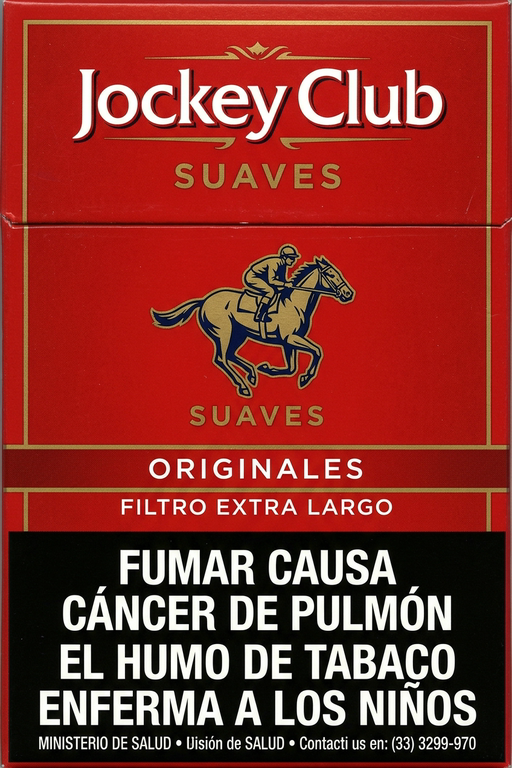 Jockey Club
SUAVES
SUAVES
ORIGINALES
FILTRO EXTRA LARGO
FUMAR CAUSA
CÁNCER DE PULMÓN
EL HUMO DE TABACO
ENFERMA A LOS NIÑOS
MINISTERIO DE SALUD • Uisión de SALUD • Contacti us en: (33) 3299-970